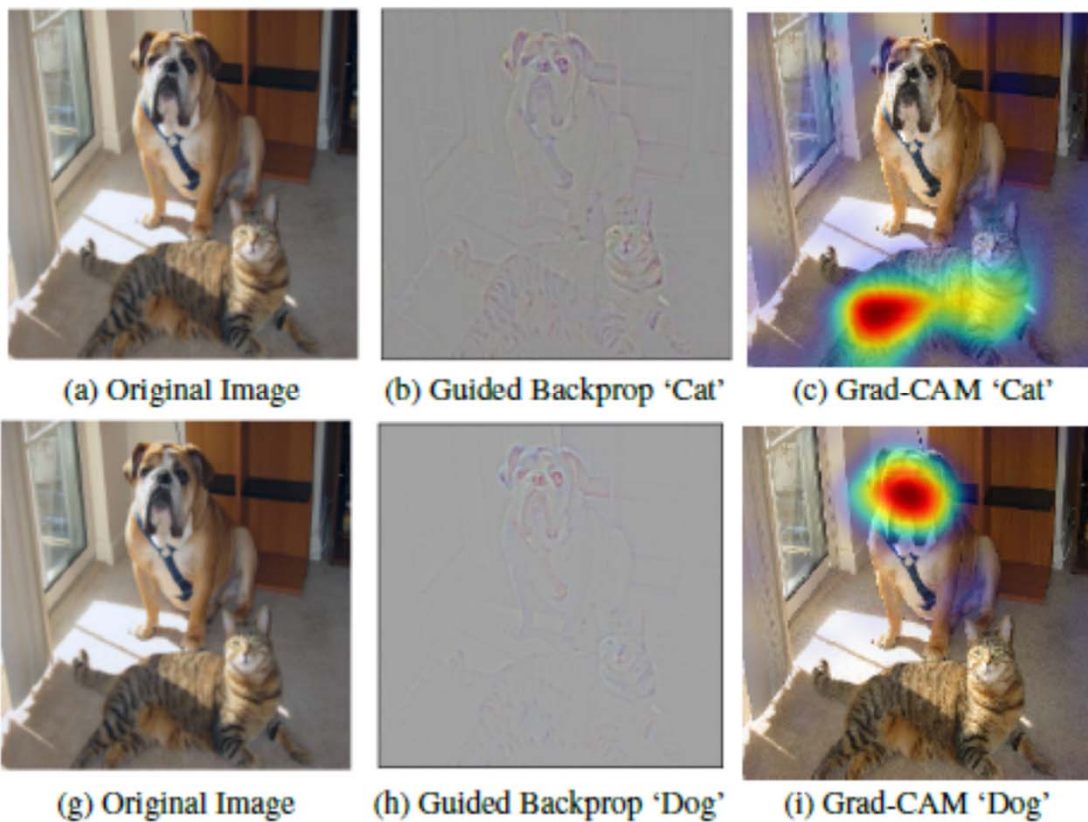 (a) Original Image
(b) Guided Backprop ‘Cat’
(c) Grad-CAM ‘Cat’
(g) Original Image
(h) Guided Backprop ‘Dog’
(i) Grad-CAM ‘Dog’